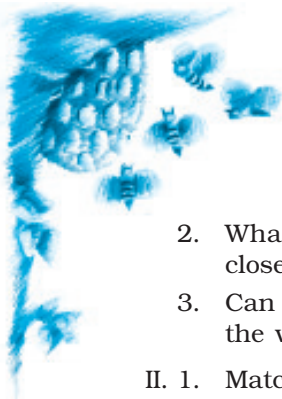 2. Wha
close
3. Can
the w
II. 1. Matc